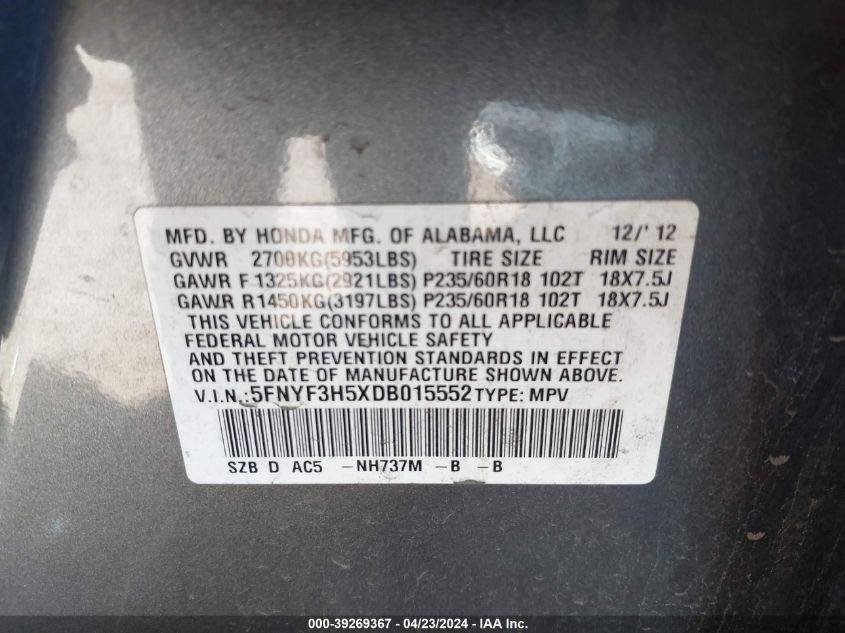 MFD. BY HONDA MFG. OF ALABAMA, LLC 12/'12
GVWR 2700KG(5953LBS) TIRE SIZE RIM SIZE
GAWR F 1325KG(2921LBS) P235/60R18 102T 18X7.5J
GAWR R1450KG(3197LBS) P235/60R18 102T 18X7.5J
THIS VEHICLE CONFORMS TO ALL APPLICABLE
FEDERAL MOTOR VEHICLE SAFETY
AND THEFT PREVENTION STANDARDS IN EFFECT
ON THE DATE OF MANUFACTURE SHOWN ABOVE.
V.I.N.:5FNYF3H5XDB015552 TYPE: MPV
SZB D AC5 -NH737M -B -B
000-39269367 - 04/23/2024 - IAA Inc.